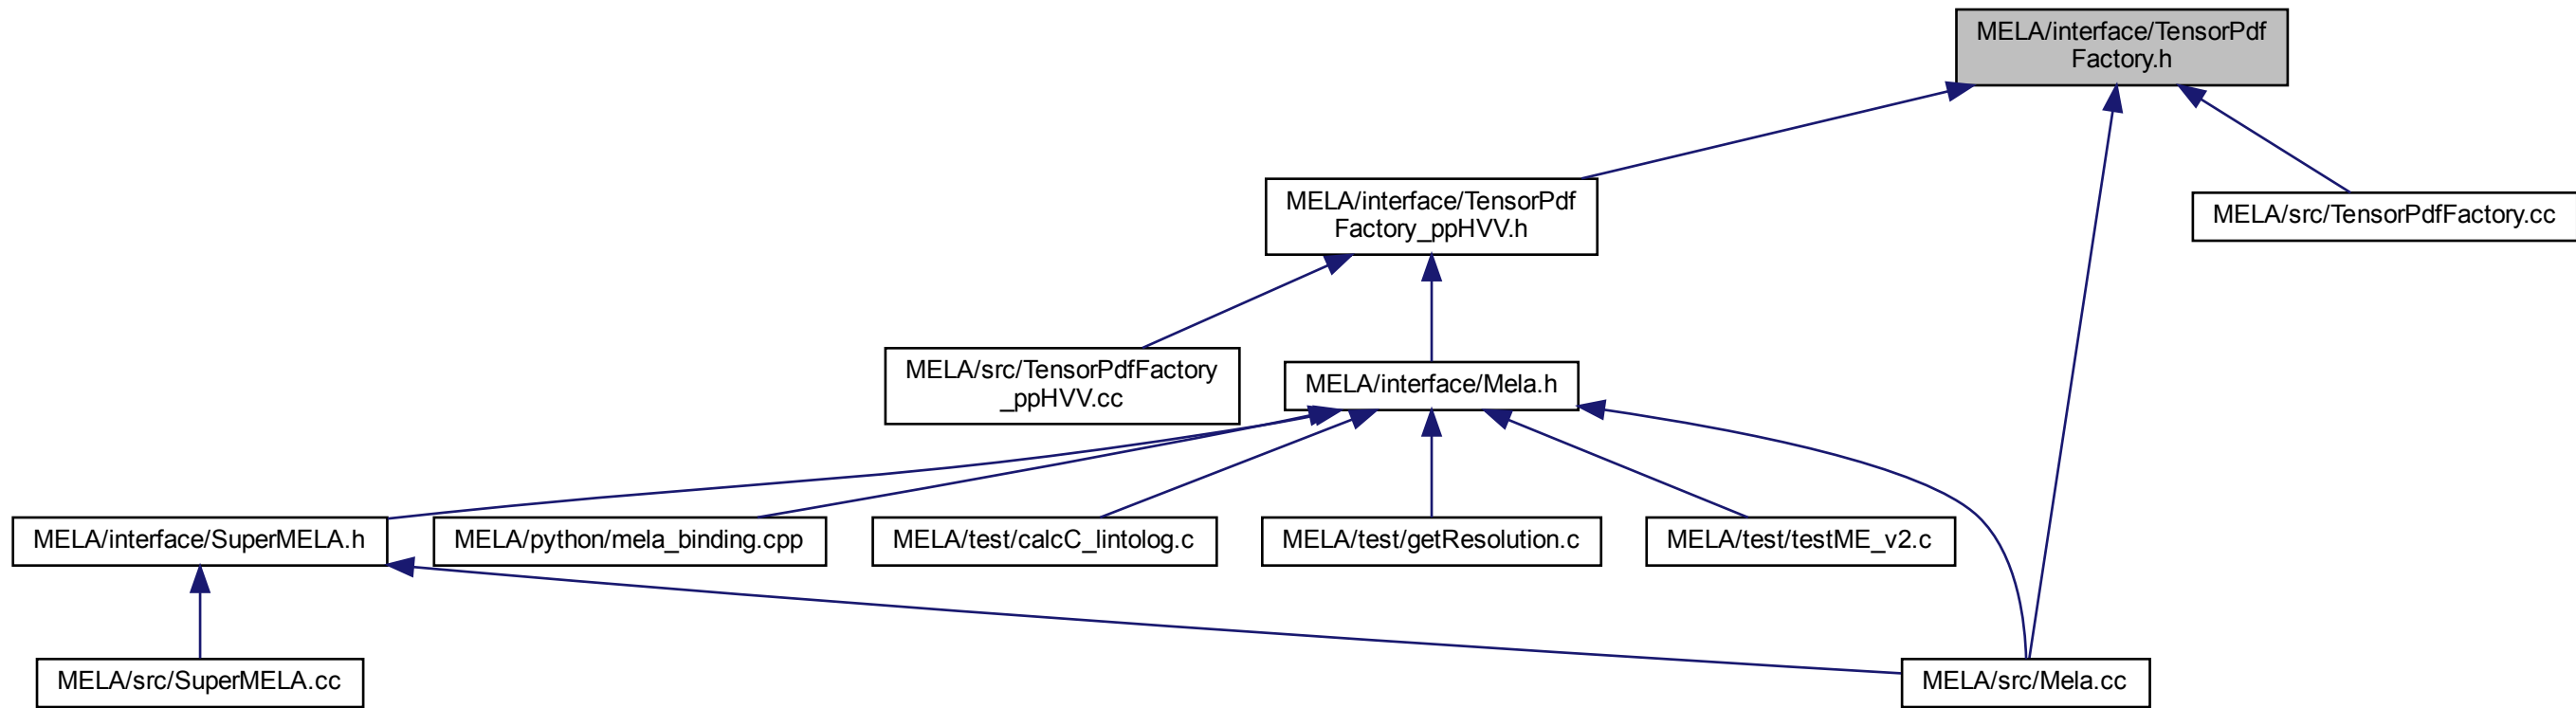 MELA/interface/TensorPdf
Factory.h
MELA/interface/TensorPdf
Factory_ppHVV.h
MELA/src/TensorPdfFactory.cc
MELA/src/TensorPdfFactory
_ppHVV.cc
MELA/interface/Mela.h
MELA/interface/SuperMELA.h
MELA/python/mela_binding.cpp
MELA/test/calcC_lintolog.c
MELA/test/getResolution.c
MELA/test/testME_v2.c
MELA/src/SuperMELA.cc
MELA/src/Mela.cc